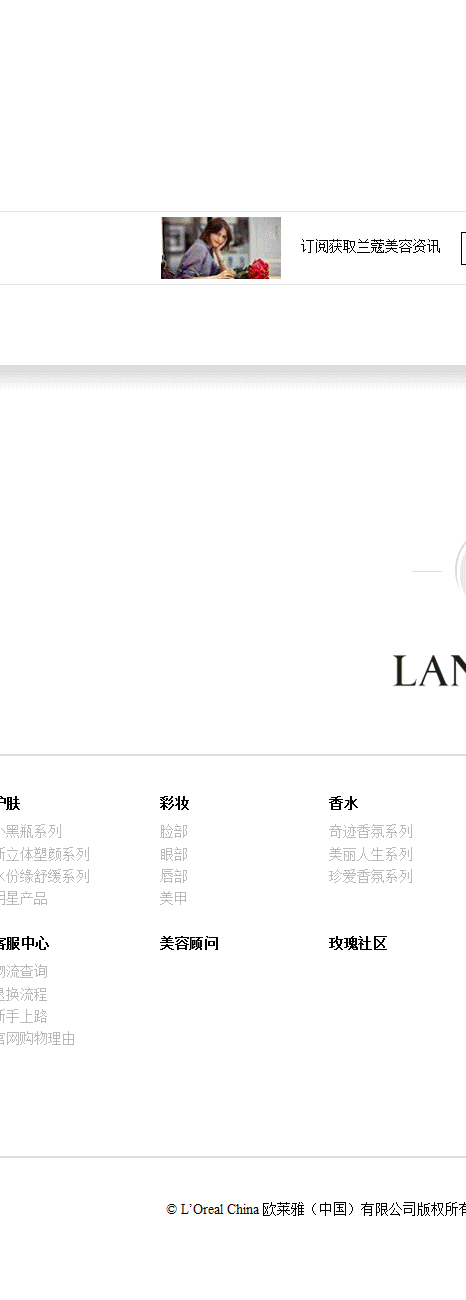 订阅获取兰蔻美容资讯
LAN
护肤 彩妆 香水
小黑瓶系列 脸部 奇迹香氛系列
新立体塑颜系列 眼部 美丽人生系列
水份缘舒缓系列 唇部 珍爱香氛系列
明星产品 美甲
客服中心 美容顾问 玫瑰社区
物流查询
退换流程
新手上路
官网购物理由
© L'Oreal China 欧莱雅（中国）有限公司版权所有